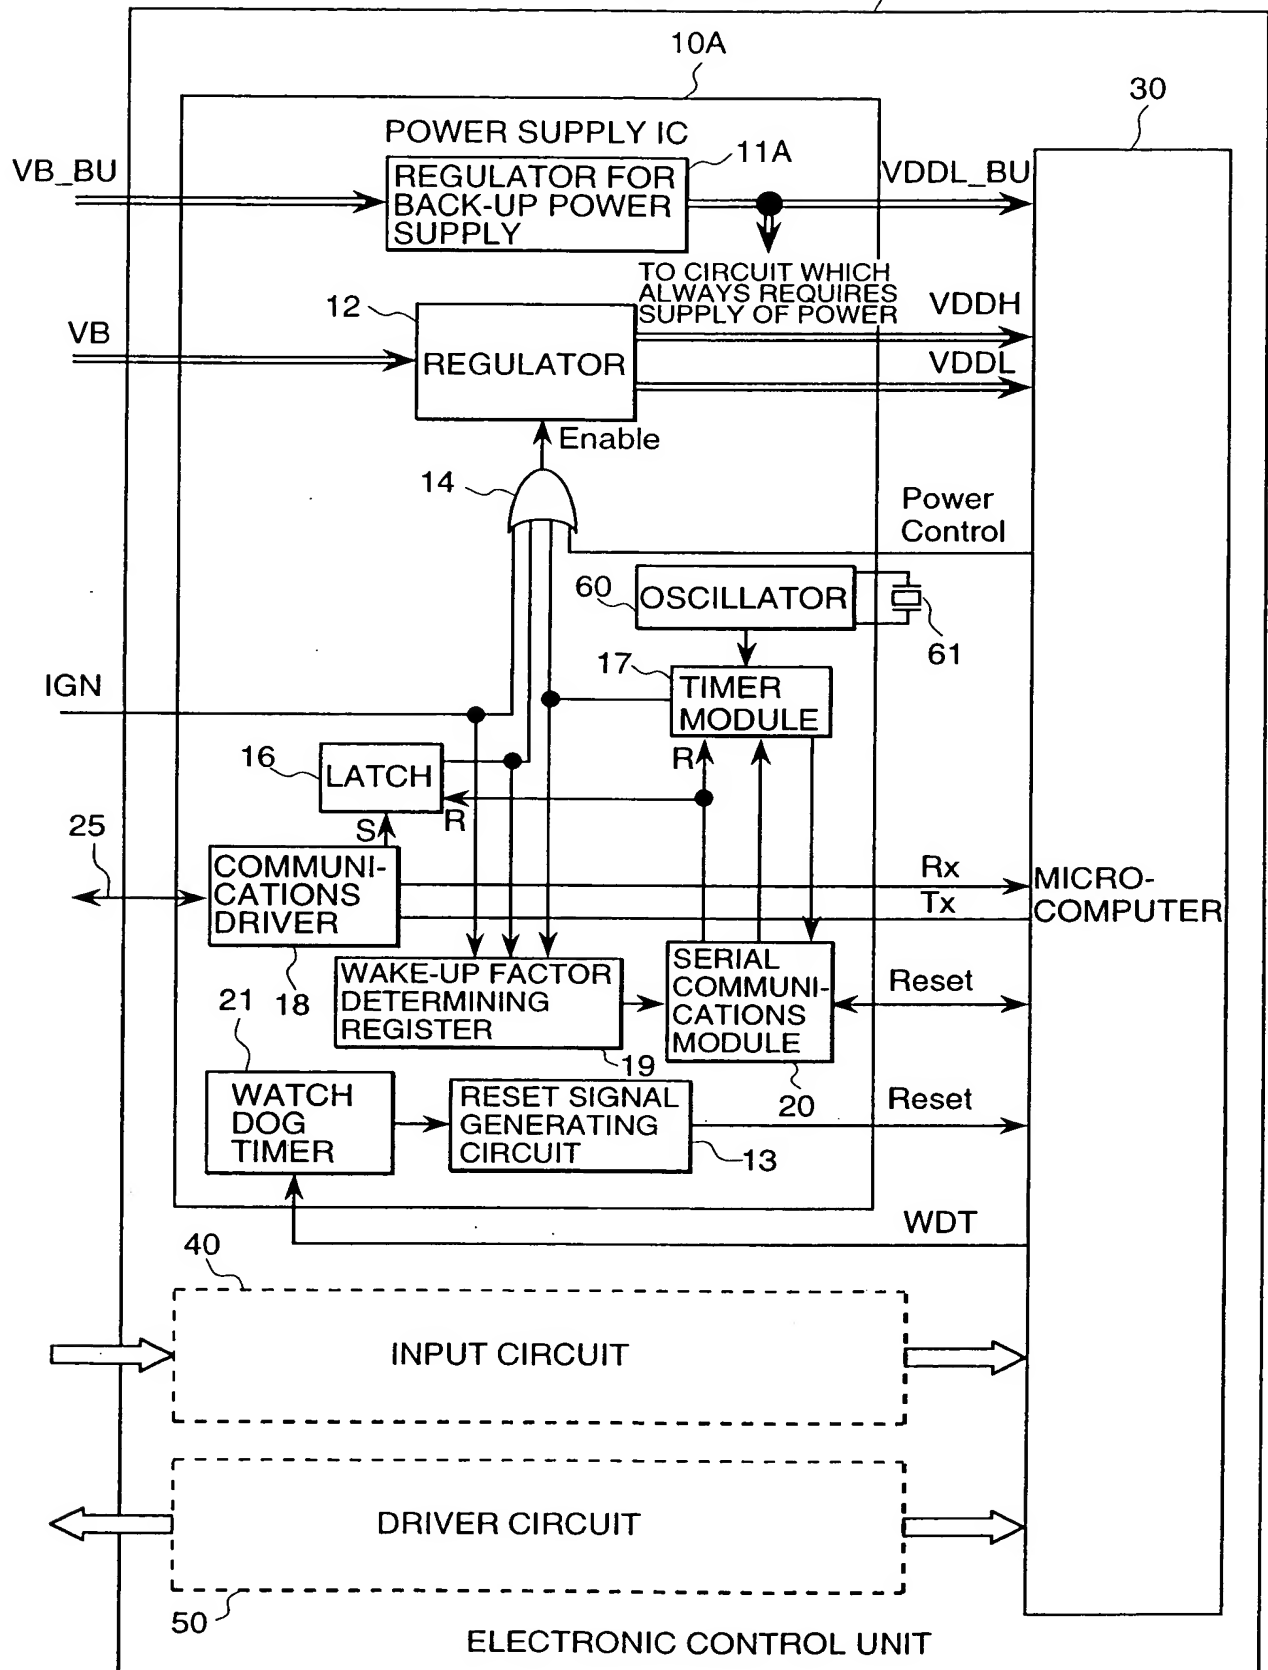 10A
30
POWER SUPPLY IC
11A
VB_BU
REGULATOR FOR
BACK-UP POWER
SUPPLY
VDDL_BU
TO CIRCUIT WHICH
ALWAYS REQUIRES
SUPPLY OF POWER
12
VB
REGULATOR
VDDH
VDDL
Enable
14
Power
Control
60
OSCILLATOR
61
17
TIMER
MODULE
IGN
16
LATCH
R
R
S
25
COMMUNI-
CATIONS
DRIVER
18
Rx
Tx
MICRO-
COMPUTER
WAKE-UP FACTOR
DETERMINING
REGISTER
19
SERIAL
COMMUNI-
CATIONS
MODULE
20
Reset
21
WATCH
DOG
TIMER
RESET SIGNAL
GENERATING
CIRCUIT
13
Reset
WDT
40
INPUT CIRCUIT
DRIVER CIRCUIT
50
ELECTRONIC CONTROL UNIT